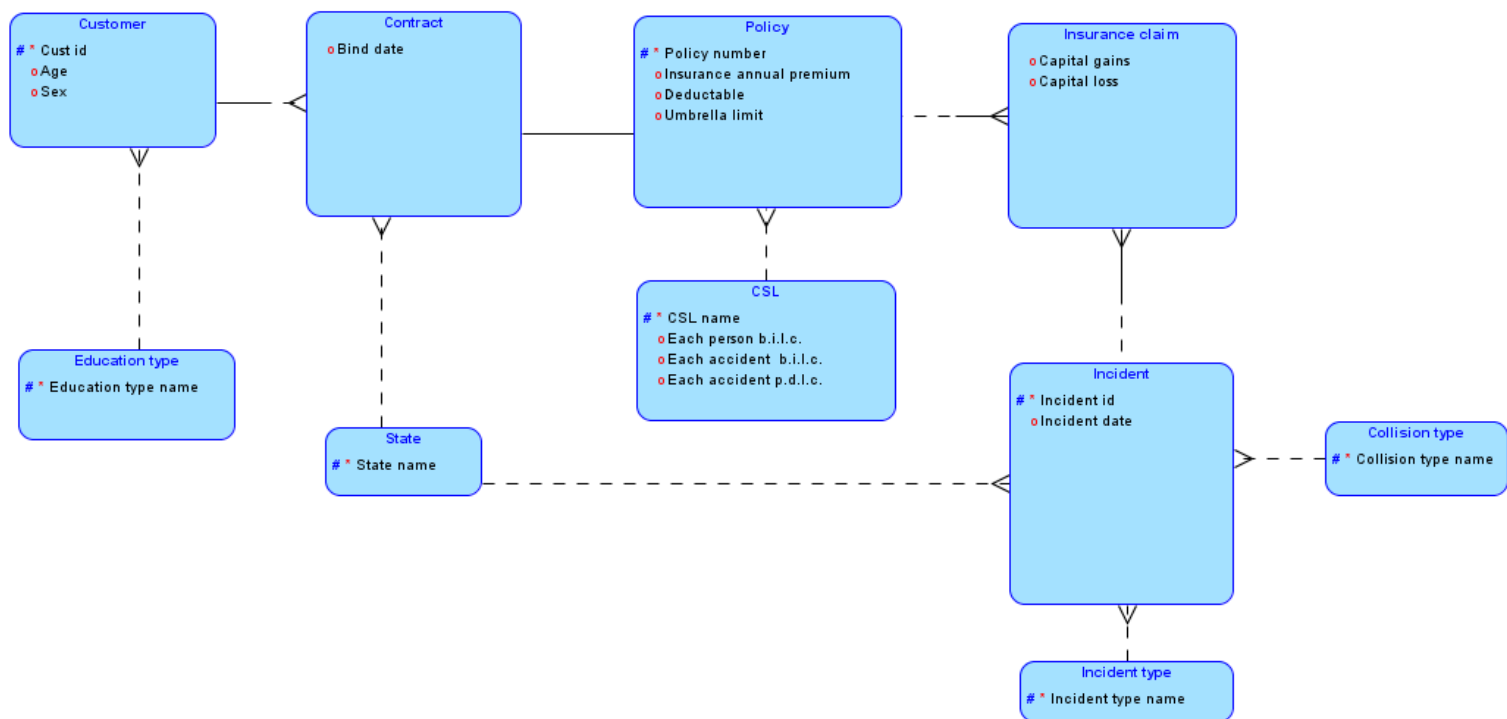 Customer
# * Cust id
o Age
o Sex
Contract
o Bind date
Policy
# * Policy number
o Insurance annual premium
o Deductable
o Umbrella limit
Insurance claim
o Capital gains
o Capital loss
Education type
# * Education type name
State
# * State name
CSL
# * CSL name
o Each person b.i.l.c.
o Each accident b.i.l.c.
o Each accident p.d.l.c.
Incident
# * Incident id
o Incident date
Collision type
# * Collision type name
Incident type
# * Incident type name